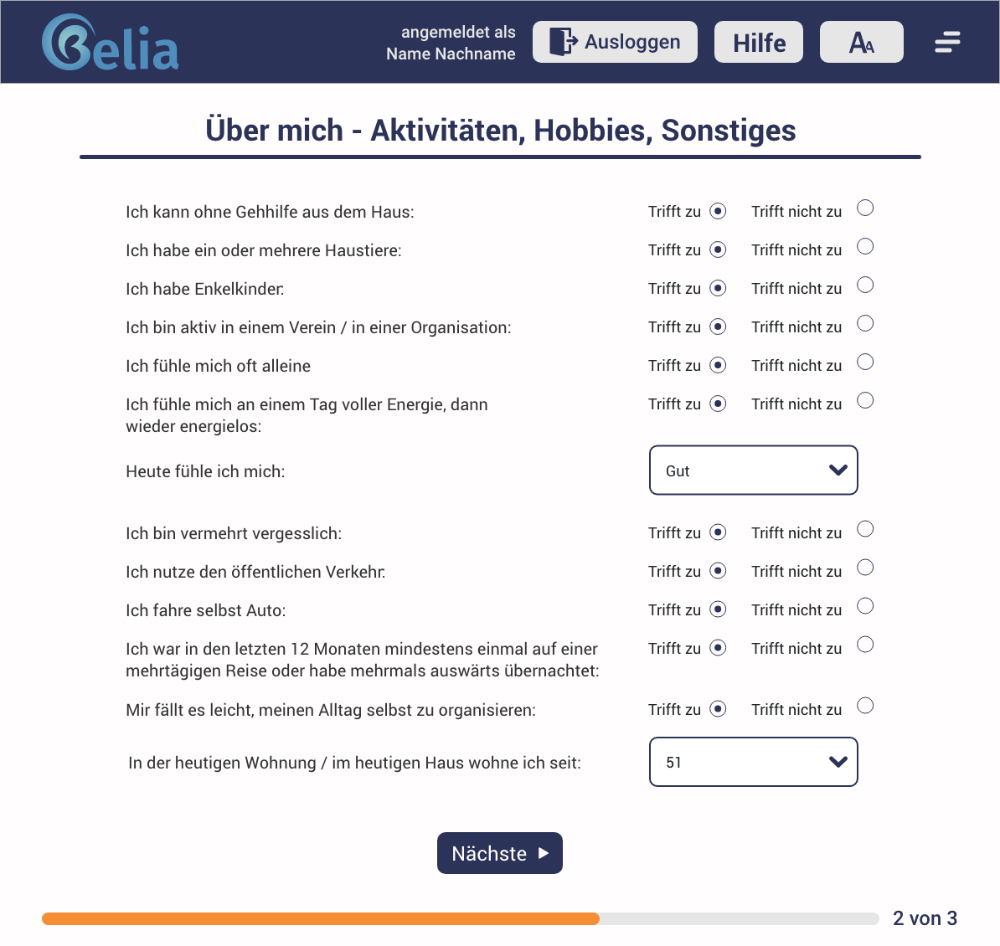 Belia
angemeldet als
Name Nachname
Ausloggen
Hilfe
AA
Über mich - Aktivitäten, Hobbies, Sonstiges
Ich kann ohne Gehhilfe aus dem Haus: Trifft zu Trifft nicht zu
Ich habe ein oder mehrere Haustiere: Trifft zu Trifft nicht zu
Ich habe Enkelkinder: Trifft zu Trifft nicht zu
Ich bin aktiv in einem Verein / in einer Organisation: Trifft zu Trifft nicht zu
Ich fühle mich oft alleine Trifft zu Trifft nicht zu
Ich fühle mich an einem Tag voller Energie, dann Trifft zu Trifft nicht zu
wieder energielos:
Heute fühle ich mich: Gut
Ich bin vermehrt vergesslich: Trifft zu Trifft nicht zu
Ich nutze den öffentlichen Verkehr: Trifft zu Trifft nicht zu
Ich fahre selbst Auto: Trifft zu Trifft nicht zu
Ich war in den letzten 12 Monaten mindestens einmal auf einer Trifft zu Trifft nicht zu
mehrtägigen Reise oder habe mehrmals auswärts übernachtet:
Mir fällt es leicht, meinen Alltag selbst zu organisieren: Trifft zu Trifft nicht zu
In der heutigen Wohnung / im heutigen Haus wohne ich seit: 51
Nächste
2 von 3